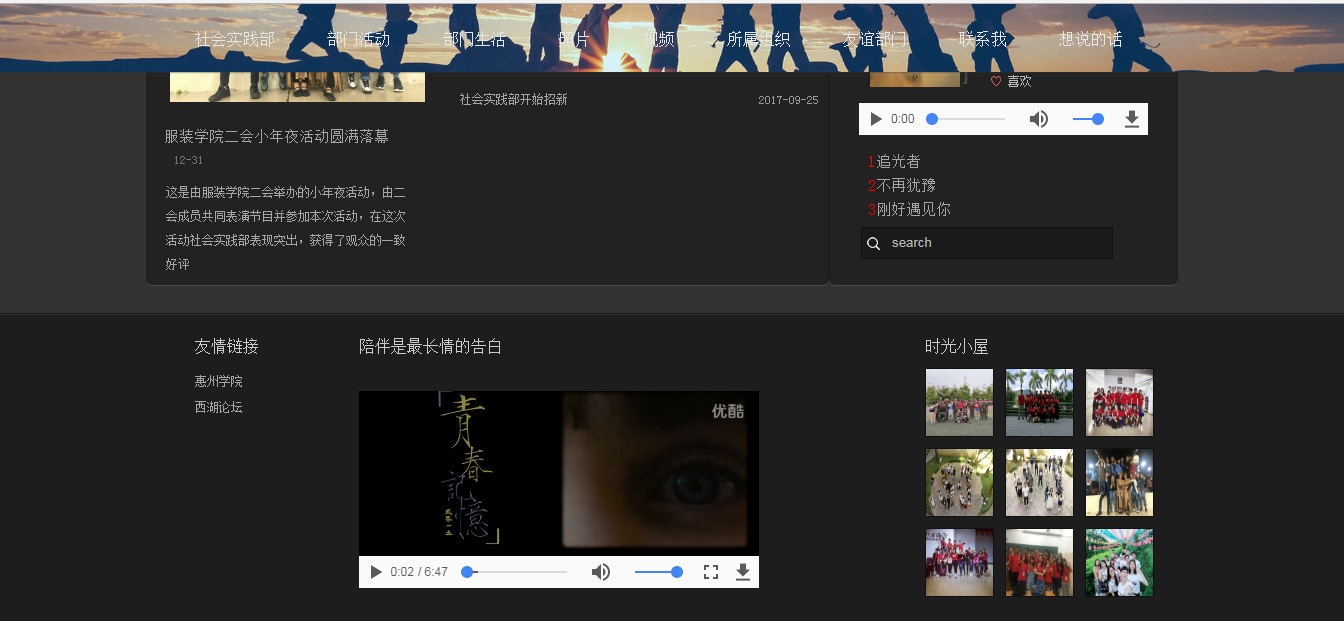 社会实践部 部门活动 部门生活 照片 视频 所属组织 友谊部门 联系我 想说的话
社会实践部开始招新 2017-09-25
服装学院二会小年夜活动圆满落幕
12-31
这是由服装学院二会举办的小年夜活动，由二
会成员共同表演节目并参加本次活动，在这次
活动社会实践部表现突出，获得了观众的一致
好评
♡ 喜欢
0:00
1追光者
2不再犹豫
3刚好遇见你
search
友情链接
惠州学院
西湖论坛
陪伴是最长情的告白
青春
記憶
贰零一五
优酷
0:02 / 6:47
时光小屋